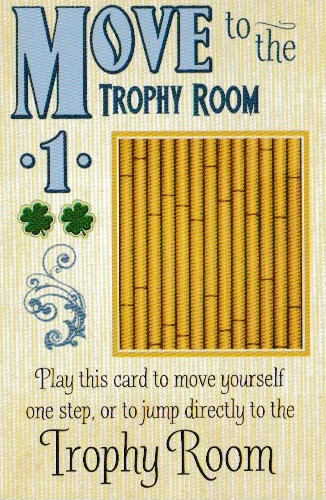 MOVE to the
TROPHY ROOM
·1·
Play this card to move yourself
one step, or to jump directly to the
Trophy Room